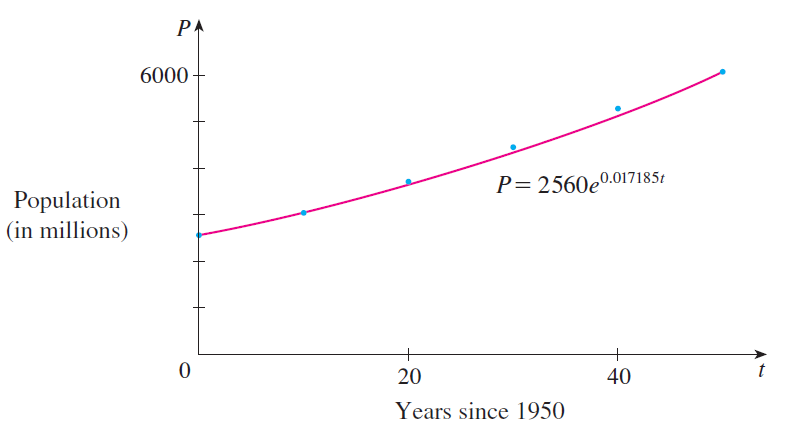 P
6000
P = 2560e^0.017185t
Population
(in millions)
0
20
40
t
Years since 1950